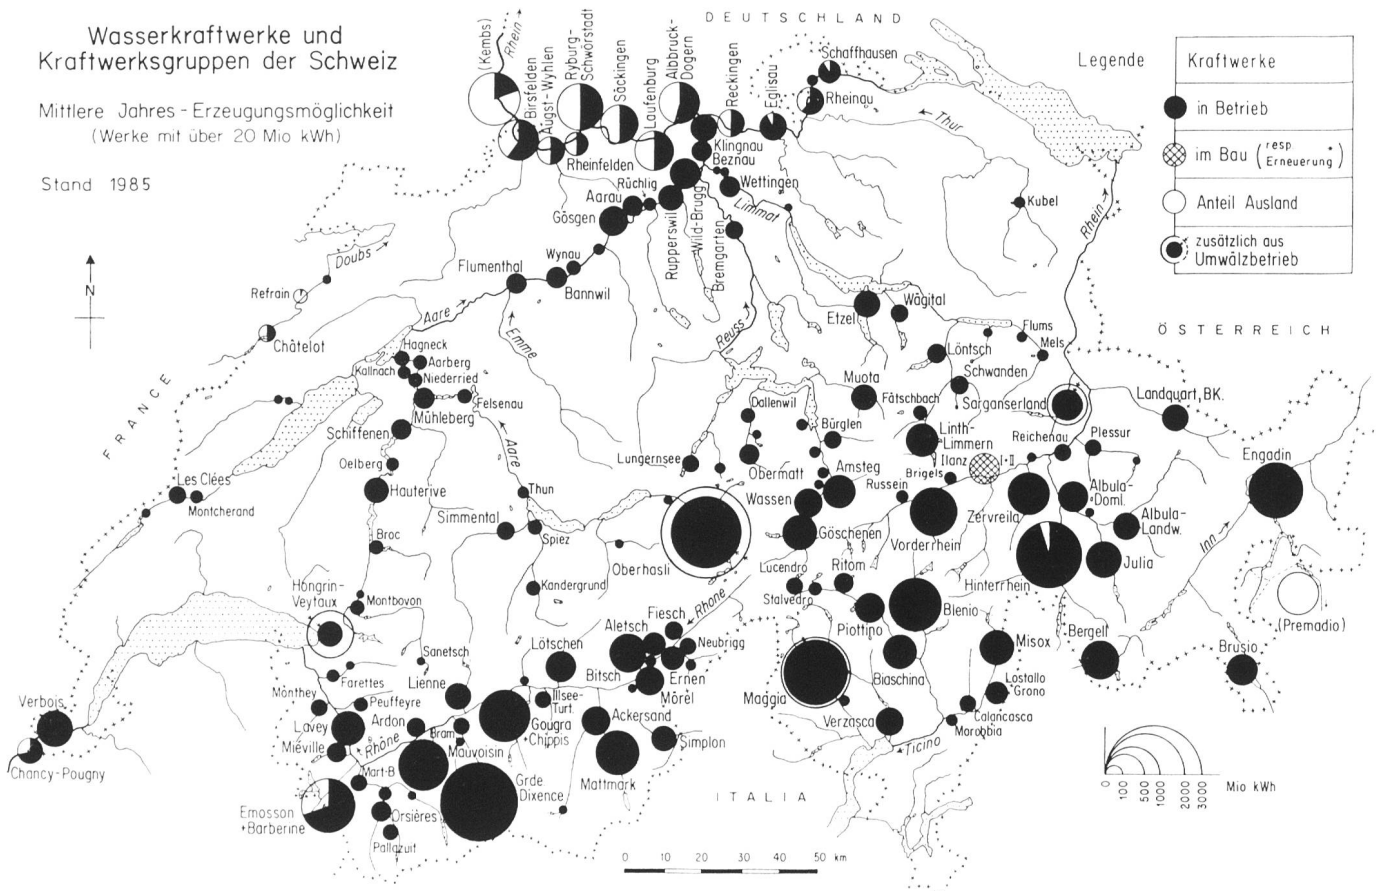 Wasserkraftwerke und
Kraftwerksgruppen der Schweiz
Mittlere Jahres-Erzeugungsmöglichkeit
(Werke mit über 20 Mio kWh)
Stand 1985
N
DEUTSCHLAND
FRANCE
ÖSTERREICH
ITALIA
Legende
Kraftwerke
in Betrieb
im Bau (resp Erneuerung *)
Anteil Ausland
zusätzlich aus
Umwälzbetrieb
(Kembs)
Rhein
Birsfelden
Augst-Wyhlen
Ryburg-
Schwörstadt
Säckingen
Laufenburg
Albbruck-
Dogern
Reckingen
Eglisau
Schaffhausen
Rheinau
Thur
Rheinfelden
Klingnau
Beznau
Wettingen
Limmat
Kubel
Rhein
Rüchlig
Aarau
Gösgen
Rupperswil
Wild-Brugg
Bremgarten
Wynau
Flumenthal
Bannwil
Doubs
Refrain
Châtelot
Aare
Emme
Reuss
Etzel
Wägital
Hagneck
Aarberg
Kallnach
Niederried
Felsenau
Mühleberg
Schiffenen
Löntsch
Flums
Mels
Schwanden
Sarganserland
Landquart, BK.
Muota
Fätschbach
Dallenwil
Bürglen
Linth-
Limmern
Reichenau
Plessur
Oelberg
Aare
Lungernsee
Obermatt
Amsteg
Ilanz I+II
Brigels
Russein
Engadin
Les Clées
Montcherand
Hauterive
Thun
Wassen
Göschenen
Vorderrhein
Zervreila
Albula-
Doml.
Albula-
Landw.
Simmental
Spiez
Broc
Oberhasli
Lucendro
Ritom
Hinterrhein
Julia
Inn
Kandergrund
Stalvedro
Piottino
Blenio
(Premadio)
Hongrin-
Veytaux
Montbovon
Rhône
Fiesch
Aletsch
Neubrigg
Lötschen
Sanetsch
Bitsch
Ernen
Mörel
Biaschina
Misox
Bergell
Brusio
Farettes
Lienne
Illsee-
Turt.
Lostallo
Grono
Verbois
Monthey
Peuffeyre
Lavey
Ardon
Bram.
Gougra
+Chippis
Ackersand
Maggia
Verzasca
Calancasca
Morobbia
Miéville
Rhône
Mauvoisin
Simplon
Ticino
Chancy-Pougny
Mart-B
Mattmark
Grde
Dixence
Emosson
+Barberine
Orsières
Pallazuit
0 100 500 1000 2000 3000
Mio kWh
0 10 20 30 40 50 km